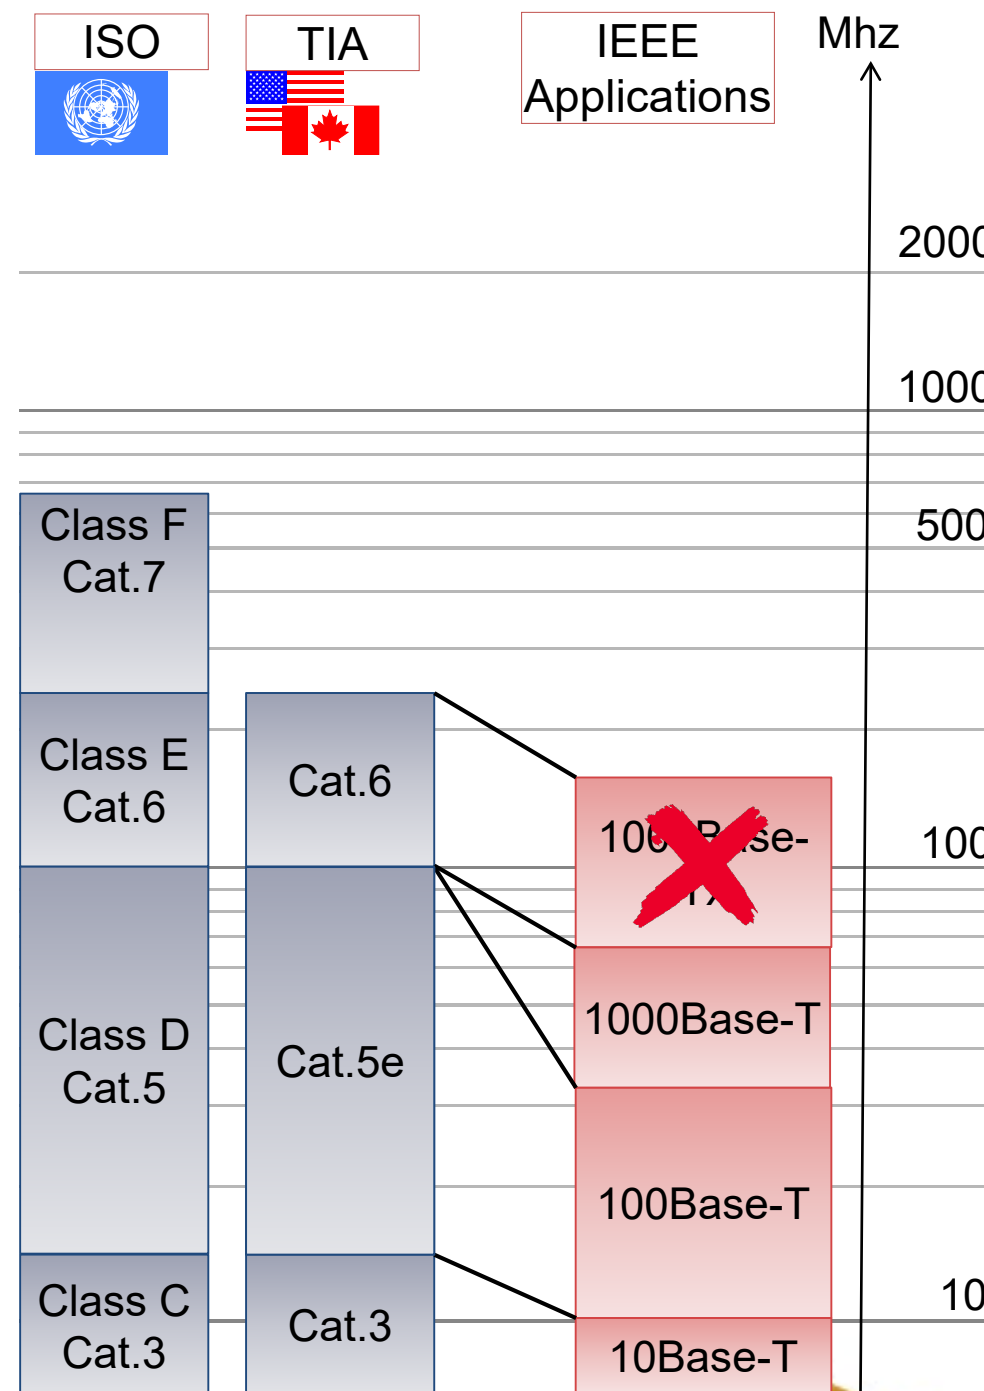 ISO
TIA
IEEE
Applications
Mhz
2000
1000
Class F
Cat.7
500
Class E
Cat.6
Cat.6
100
Class D
Cat.5
Cat.5e
1000Base-T
100Base-T
Class C
Cat.3
Cat.3
10
10Base-T